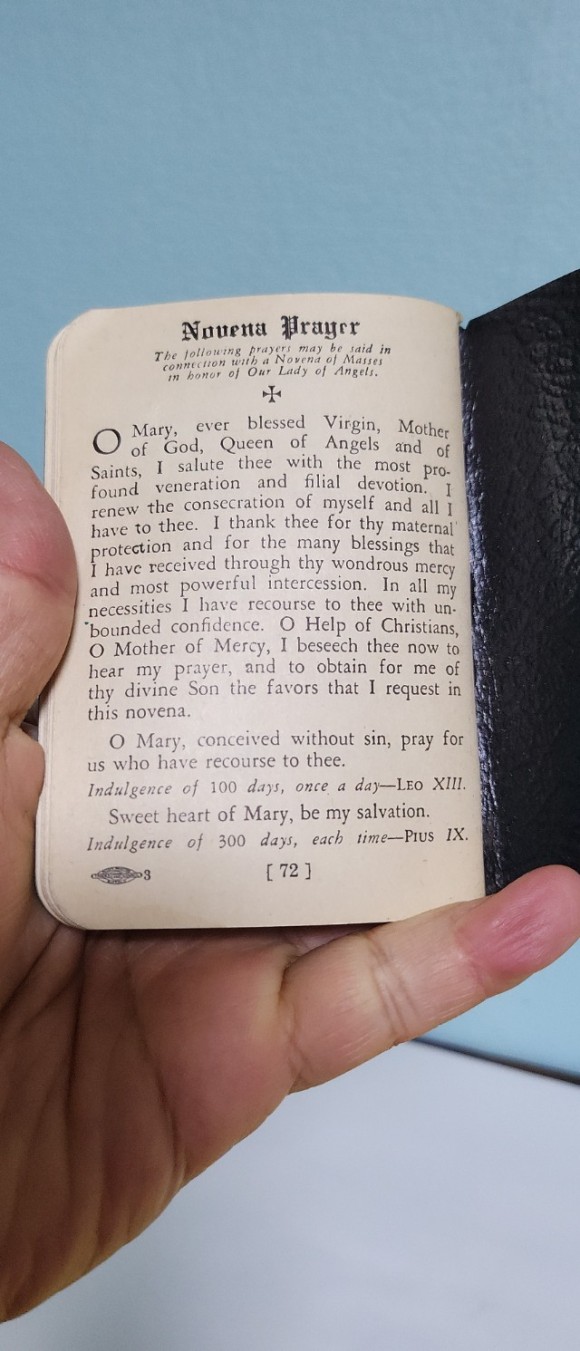 Novena Prayer
The following prayers may be said in
connection with a Novena of Masses
in honor of Our Lady of Angels.
O Mary, ever blessed Virgin, Mother
of God, Queen of Angels and of
Saints, I salute thee with the most pro-
found veneration and filial devotion. I
renew the consecration of myself and all I
have to thee. I thank thee for thy maternal
protection and for the many blessings that
I have received through thy wondrous mercy
and most powerful intercession. In all my
necessities I have recourse to thee with un-
bounded confidence. O Help of Christians,
O Mother of Mercy, I beseech thee now to
hear my prayer, and to obtain for me of
thy divine Son the favors that I request in
this novena.
O Mary, conceived without sin, pray for
us who have recourse to thee.
Indulgence of 100 days, once a day—LEO XIII.
Sweet heart of Mary, be my salvation.
Indulgence of 300 days, each time—PIUS IX.
3 [ 72 ]